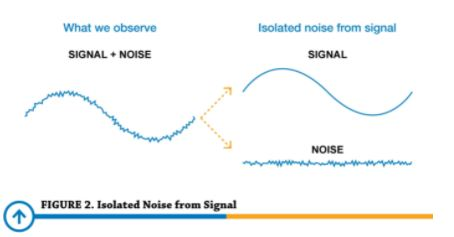 What we observe
Isolated noise from signal
SIGNAL + NOISE
SIGNAL
NOISE
FIGURE 2. Isolated Noise from Signal